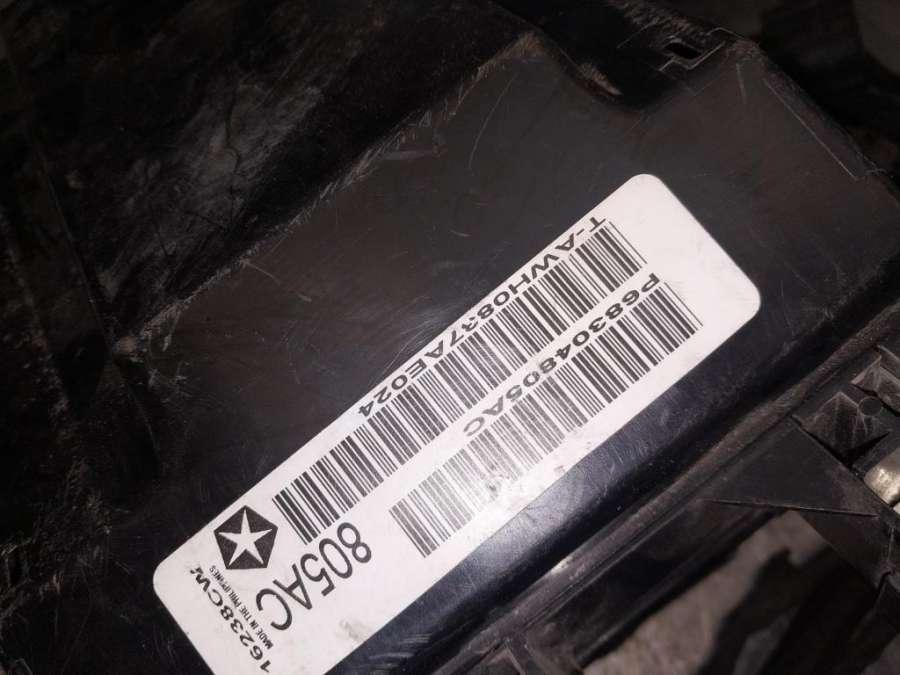 T-AWH0837AE024
P68304805AC
805AC
16238CW
MADE IN THE PHILIPPINES